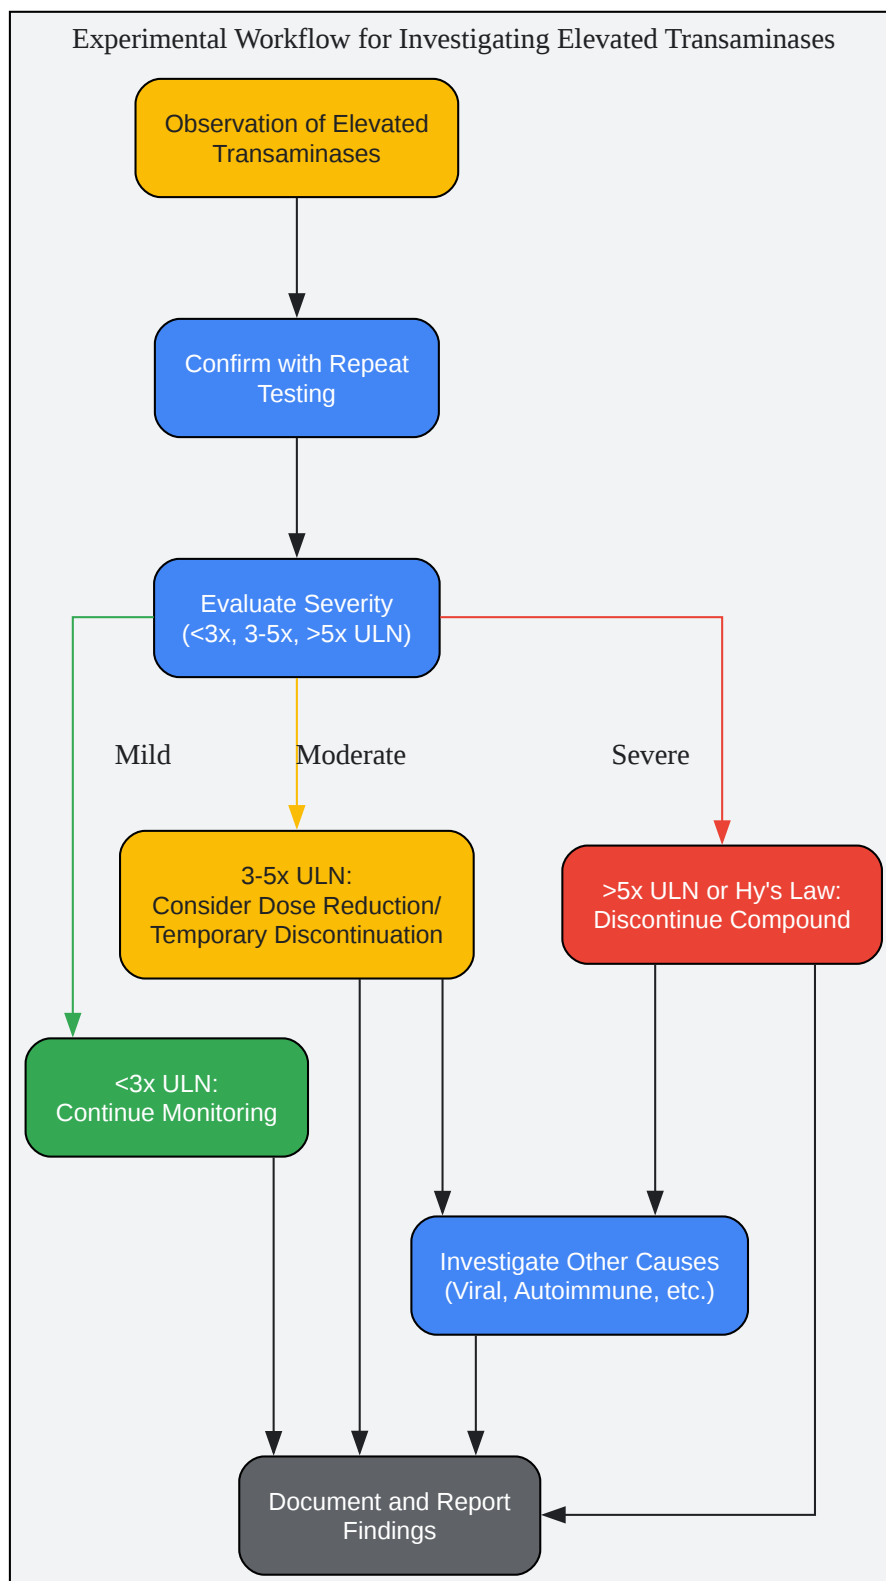 Experimental Workflow for Investigating Elevated Transaminases
Observation of Elevated
Transaminases
Confirm with Repeat
Testing
Evaluate Severity
(<3x, 3-5x, >5x ULN)
Mild
Moderate
Severe
3-5x ULN:
Consider Dose Reduction/
Temporary Discontinuation
>5x ULN or Hy's Law:
Discontinue Compound
<3x ULN:
Continue Monitoring
Investigate Other Causes
(Viral, Autoimmune, etc.)
Document and Report
Findings